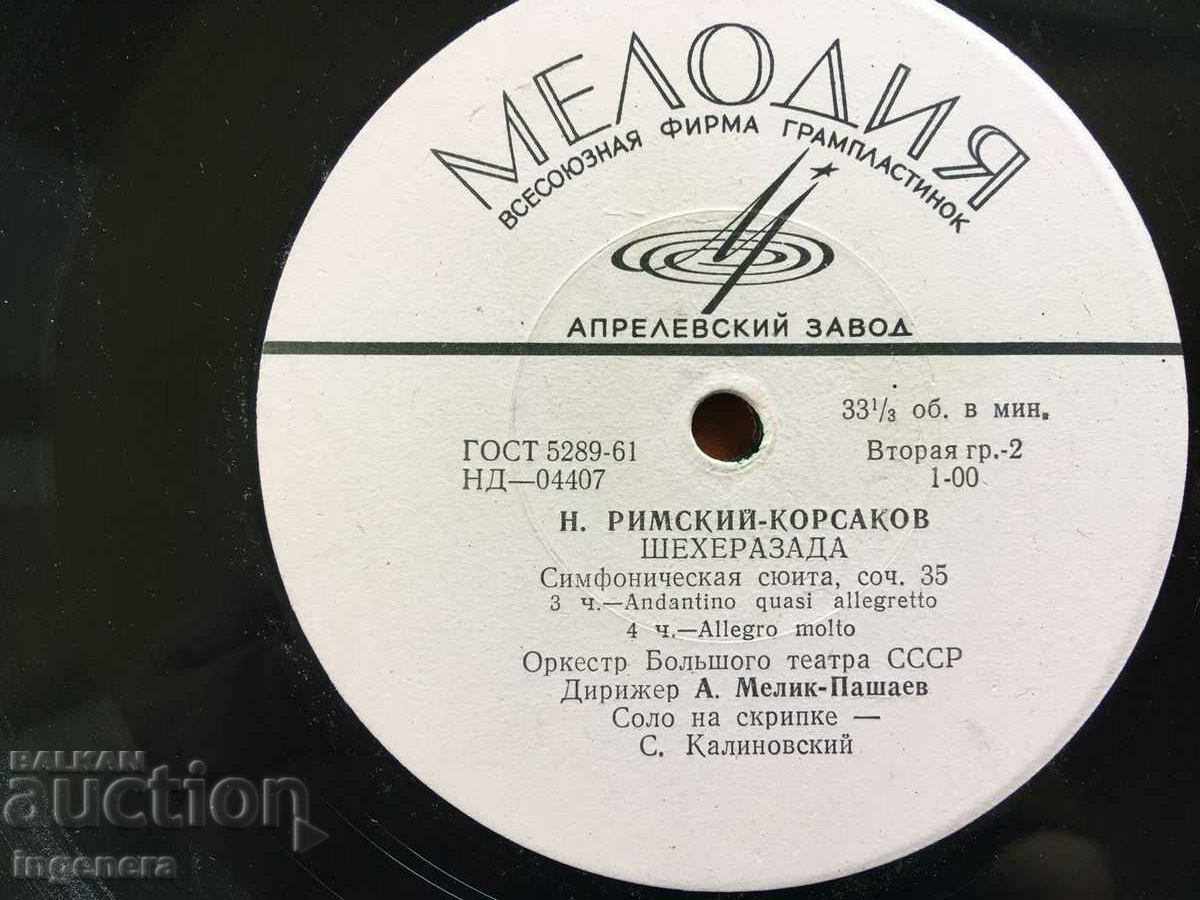 МЕЛОДИЯ
ВСЕСОЮЗНАЯ ФИРМА ГРАМПЛАСТИНОК
АПРЕЛЕВСКИЙ ЗАВОД
33⅓ об. в мин.
ГОСТ 5289-61
Вторая гр.-2
НД—04407
1-00
Н. РИМСКИЙ-КОРСАКОВ
ШЕХЕРАЗАДА
Симфоническая сюита, соч. 35
3 ч.—Andantino quasi allegretto
4 ч.—Allegro molto
Оркестр Большого театра СССР
Дирижер А. Мелик-Пашаев
Соло на скрипке —
С. Калиновский
BALKAN
auction
ingenera